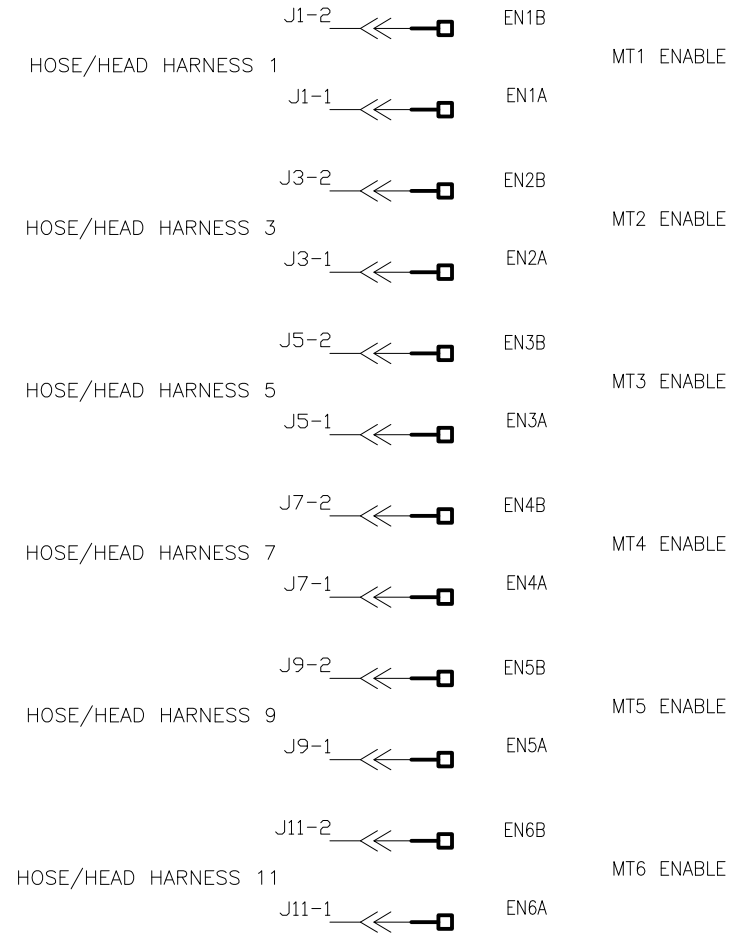 J1-2 EN1B
HOSE/HEAD HARNESS 1 MT1 ENABLE
J1-1 EN1A
J3-2 EN2B
HOSE/HEAD HARNESS 3 MT2 ENABLE
J3-1 EN2A
J5-2 EN3B
HOSE/HEAD HARNESS 5 MT3 ENABLE
J5-1 EN3A
J7-2 EN4B
HOSE/HEAD HARNESS 7 MT4 ENABLE
J7-1 EN4A
J9-2 EN5B
HOSE/HEAD HARNESS 9 MT5 ENABLE
J9-1 EN5A
J11-2 EN6B
HOSE/HEAD HARNESS 11 MT6 ENABLE
J11-1 EN6A